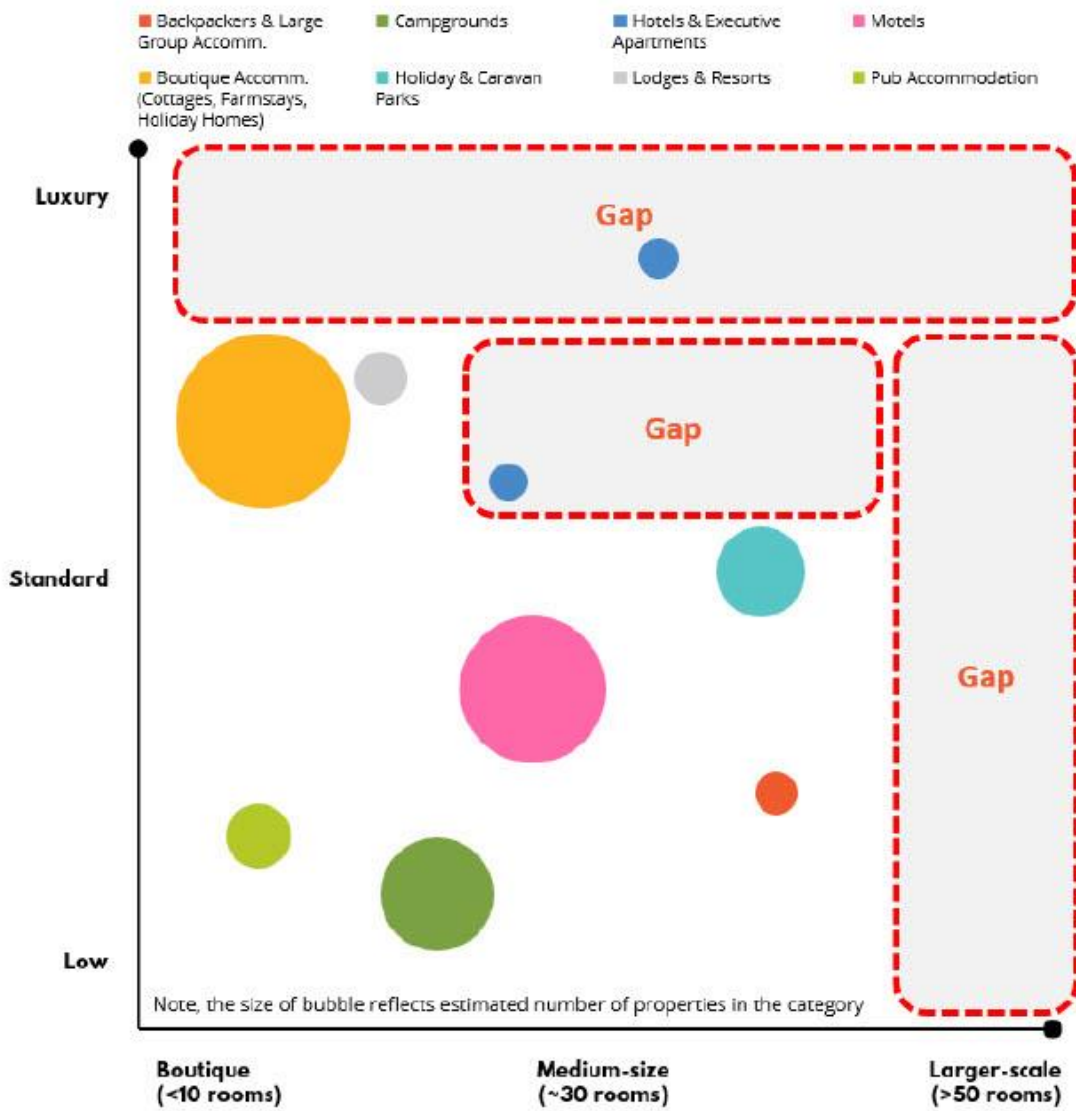 Backpackers & Large
Group Accomm.
Campgrounds
Hotels & Executive
Apartments
Motels
Boutique Accomm.
(Cottages, Farmstays,
Holiday Homes)
Holiday & Caravan
Parks
Lodges & Resorts
Pub Accommodation
Luxury
Gap
Gap
Standard
Gap
Low
Note, the size of bubble reflects estimated number of properties in the category
Boutique
(<10 rooms)
Medium-size
(~30 rooms)
Larger-scale
(>50 rooms)